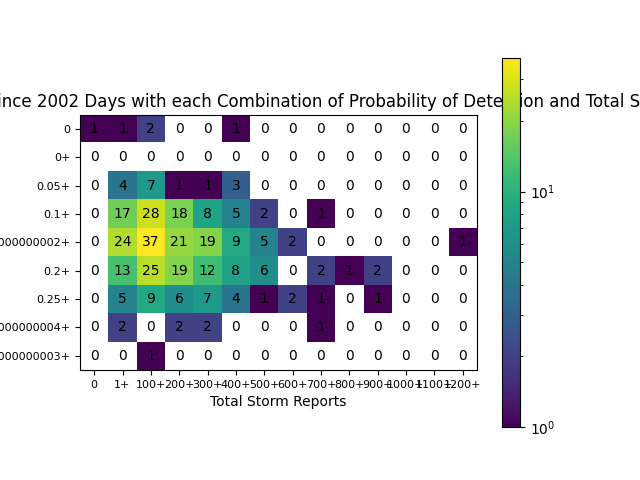 ince 2002 Days with each Combination of Probability of Detection and Total S
0 1 1 2 0 0 1 0 0 0 0 0 0 0 0
0+ 0 0 0 0 0 0 0 0 0 0 0 0 0 0
0.05+ 0 4 7 1 1 3 0 0 0 0 0 0 0 0
0.1+ 0 17 28 18 8 5 2 0 1 0 0 0 0 0
000000002+ 0 24 37 21 19 9 5 2 0 0 0 0 0 1
0.2+ 0 13 25 19 12 8 6 0 2 1 2 0 0 0
0.25+ 0 5 9 6 7 4 1 2 1 0 1 0 0 0
000000004+ 0 2 0 2 2 0 0 0 1 0 0 0 0 0
000000003+ 0 0 1 0 0 0 0 0 0 0 0 0 0 0
0 1+ 100+ 200+ 300+ 400+ 500+ 600+ 700+ 800+ 900+ 1000+ 1100+ 1200+
Total Storm Reports
10^1
10^0